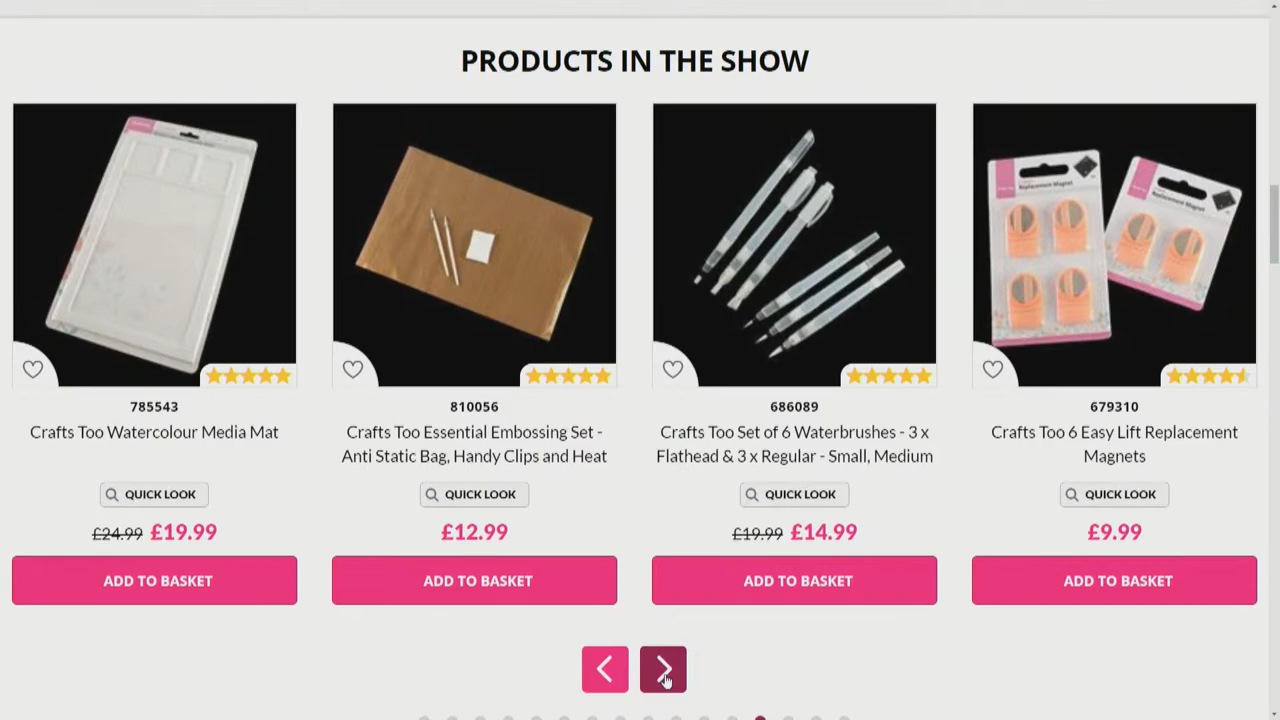 PRODUCTS IN THE SHOW
785543
Crafts Too Watercolour Media Mat
QUICK LOOK
£24.99 £19.99
ADD TO BASKET
810056
Crafts Too Essential Embossing Set -
Anti Static Bag, Handy Clips and Heat
QUICK LOOK
£12.99
ADD TO BASKET
686089
Crafts Too Set of 6 Waterbrushes - 3 x
Flathead & 3 x Regular - Small, Medium
QUICK LOOK
£19.99 £14.99
ADD TO BASKET
Replacement Magnet
Replacement Magnet
679310
Crafts Too 6 Easy Lift Replacement
Magnets
QUICK LOOK
£9.99
ADD TO BASKET